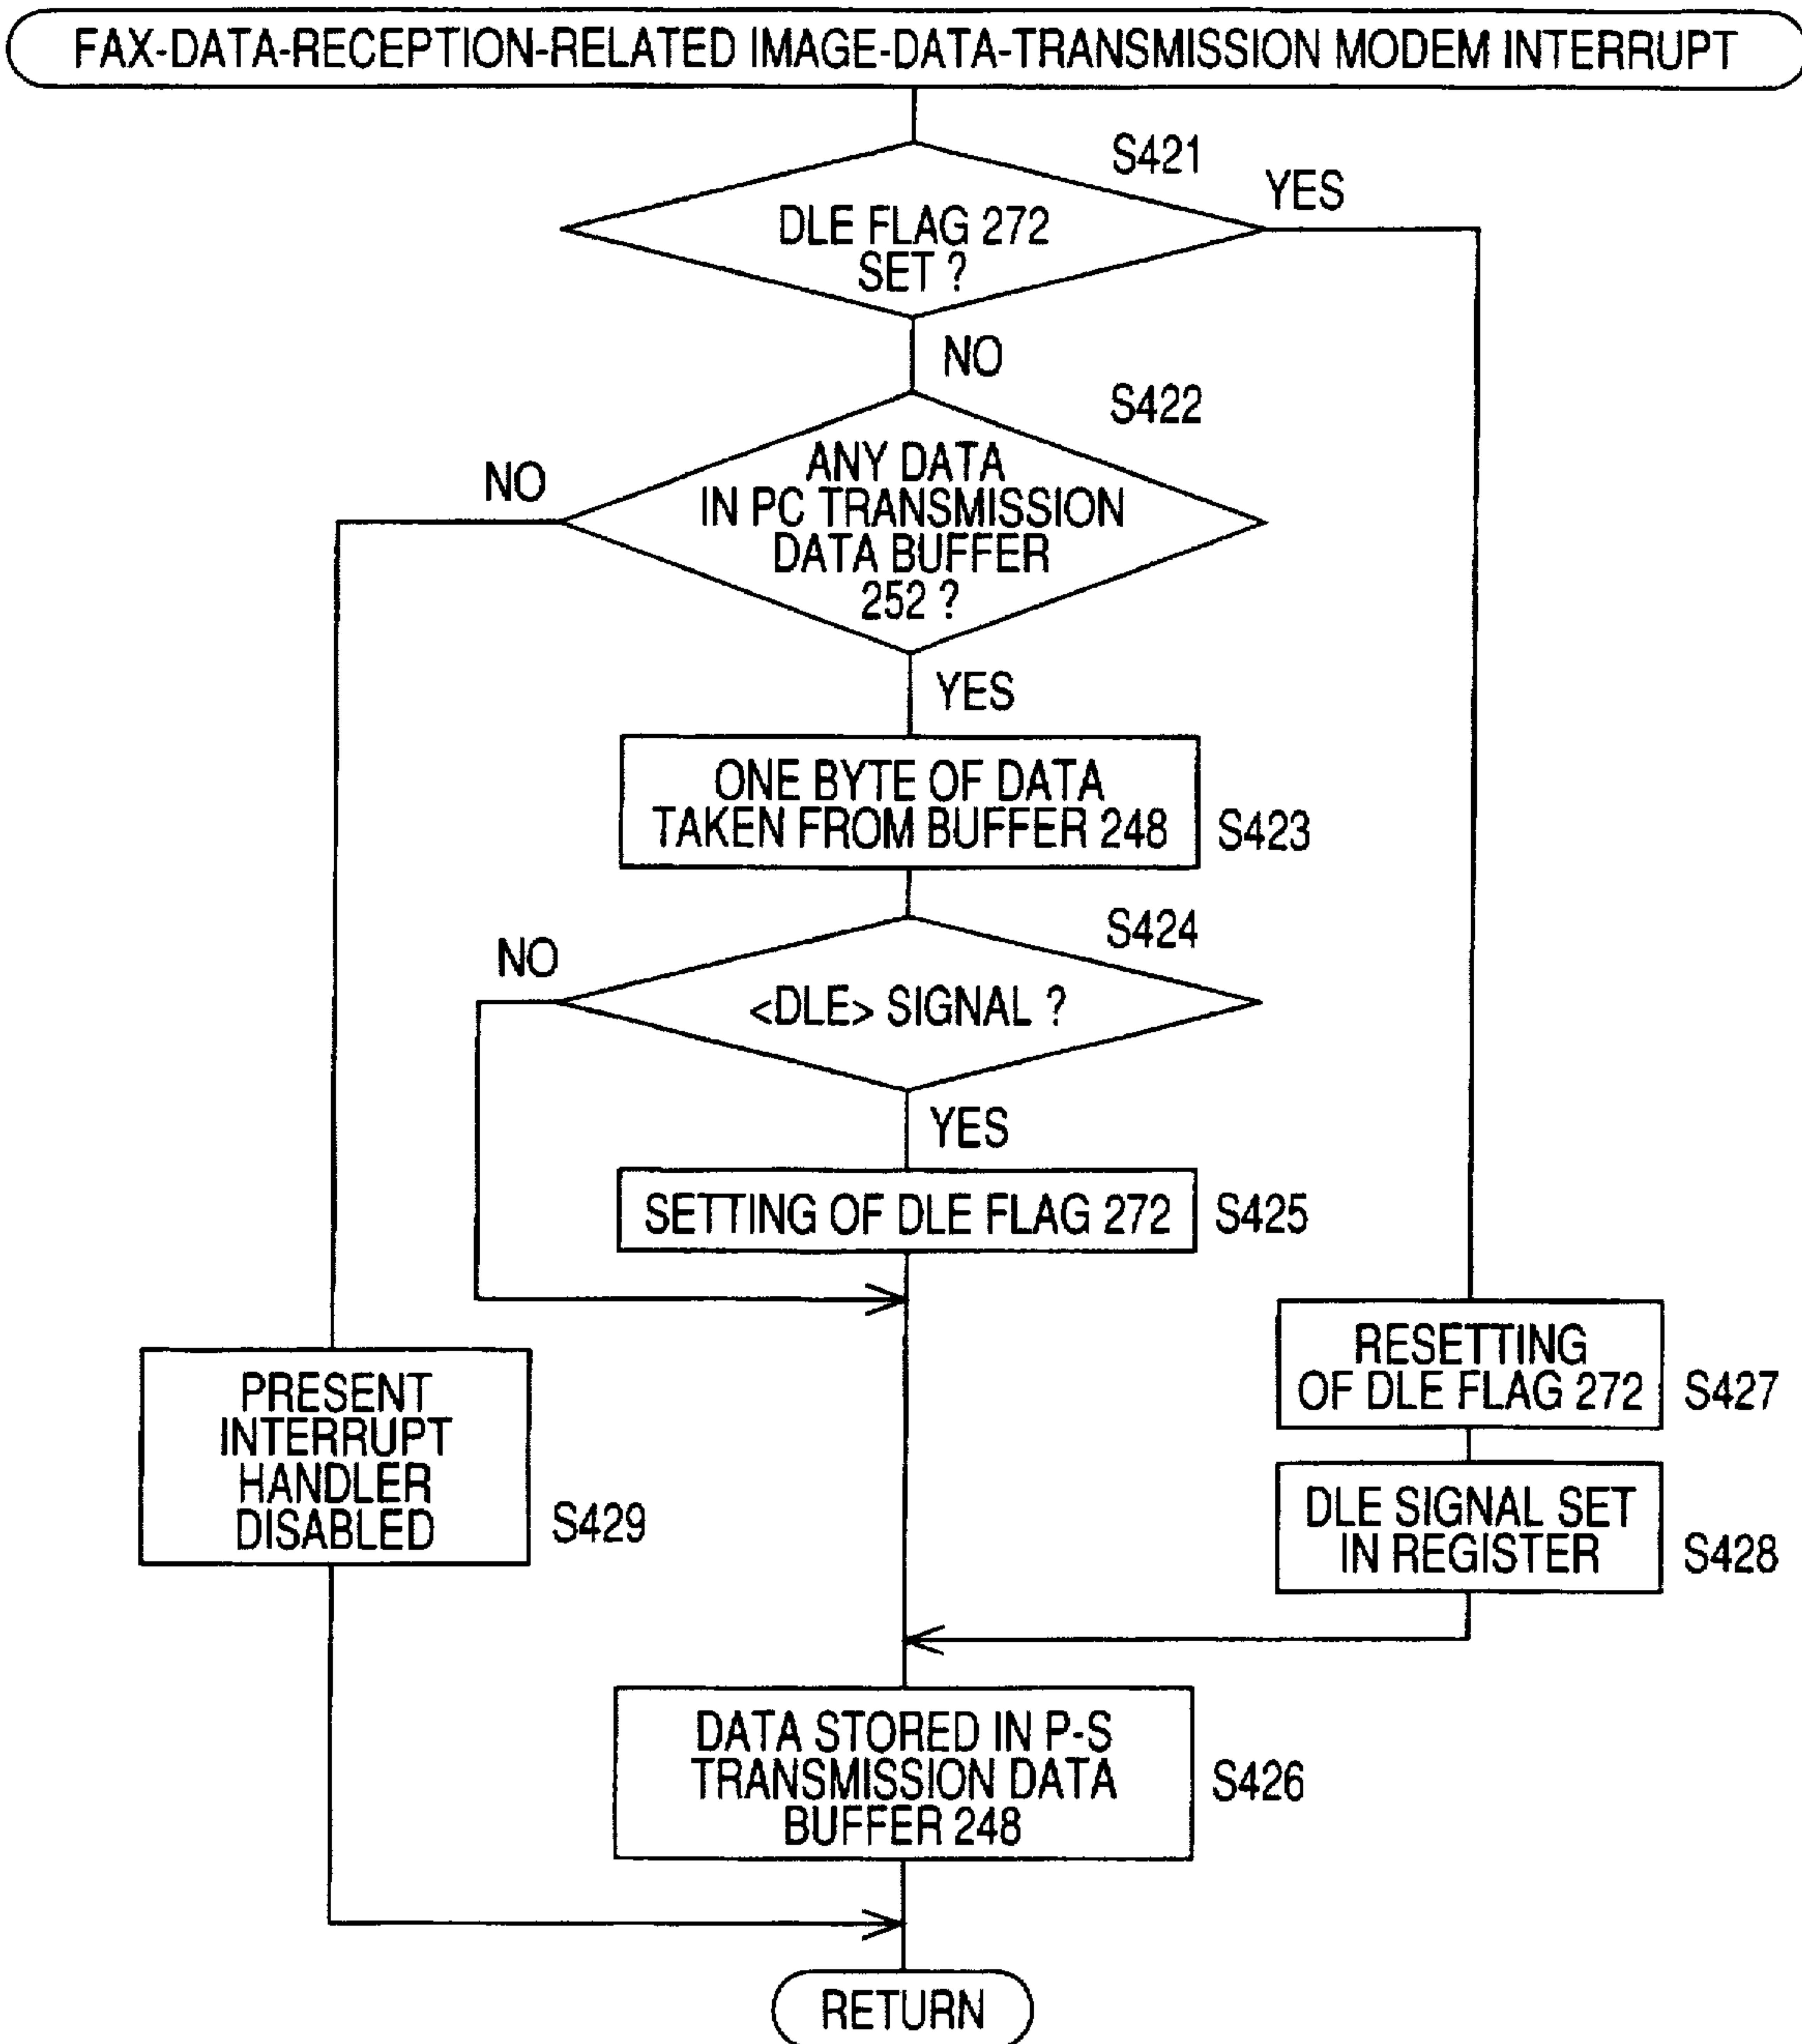 FAX-DATA-RECEPTION-RELATED IMAGE-DATA-TRANSMISSION MODEM INTERRUPT
S421
YES
DLE FLAG 272
SET ?
NO
S422
ANY DATA
IN PC TRANSMISSION
DATA BUFFER
252 ?
NO
YES
ONE BYTE OF DATA
TAKEN FROM BUFFER 248
S423
S424
NO
<DLE> SIGNAL ?
YES
SETTING OF DLE FLAG 272
S425
RESETTING
OF DLE FLAG 272
S427
PRESENT
INTERRUPT
HANDLER
DISABLED
S429
DLE SIGNAL SET
IN REGISTER
S428
DATA STORED IN P-S
TRANSMISSION DATA
BUFFER 248
S426
RETURN